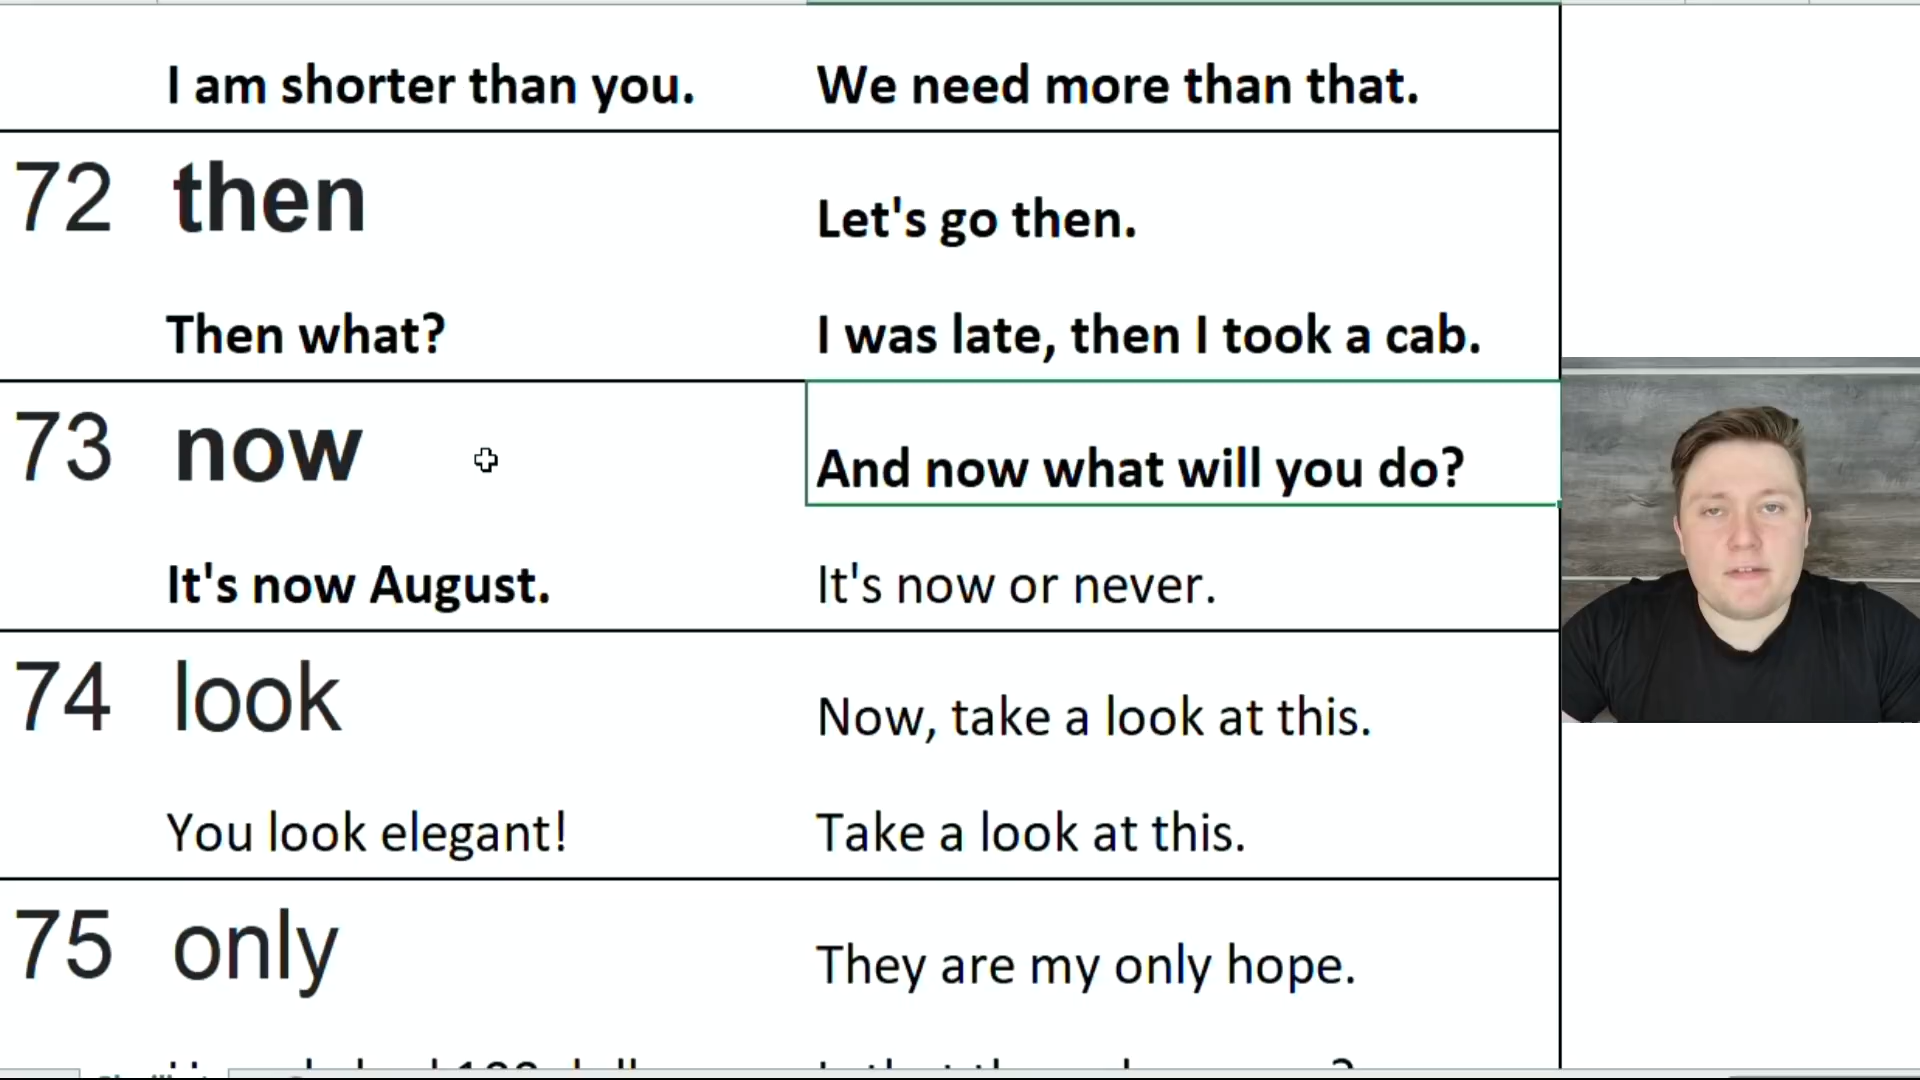 I am shorter than you. We need more than that.
72 then Let's go then.
Then what? I was late, then I took a cab.
73 now And now what will you do?
It's now August. It's now or never.
74 look Now, take a look at this.
You look elegant! Take a look at this.
75 only They are my only hope.